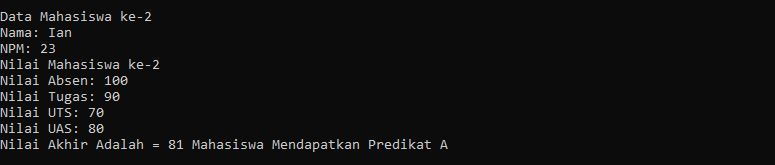 Data Mahasiswa ke-2
Nama: Ian
NPM: 23
Nilai Mahasiswa ke-2
Nilai Absen: 100
Nilai Tugas: 90
Nilai UTS: 70
Nilai UAS: 80
Nilai Akhir Adalah = 81 Mahasiswa Mendapatkan Predikat A